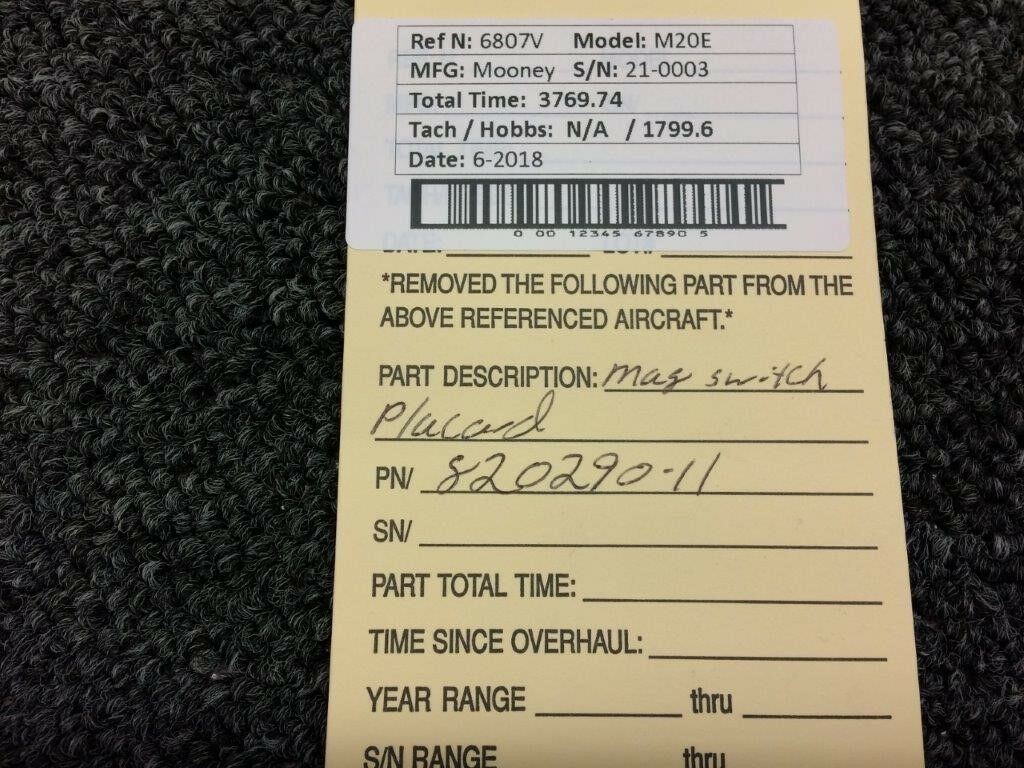 Ref N: 6807V Model: M20E
MFG: Mooney S/N: 21-0003
Total Time: 3769.74
Tach / Hobbs: N/A / 1799.6
Date: 6-2018
0 00 12345 67890 5
DATE: LOT#:
*REMOVED THE FOLLOWING PART FROM THE
ABOVE REFERENCED AIRCRAFT.*
PART DESCRIPTION: mag switch
Placard
PN/ 820290-11
SN/
PART TOTAL TIME:
TIME SINCE OVERHAUL:
YEAR RANGE thru
S/N RANGE thru